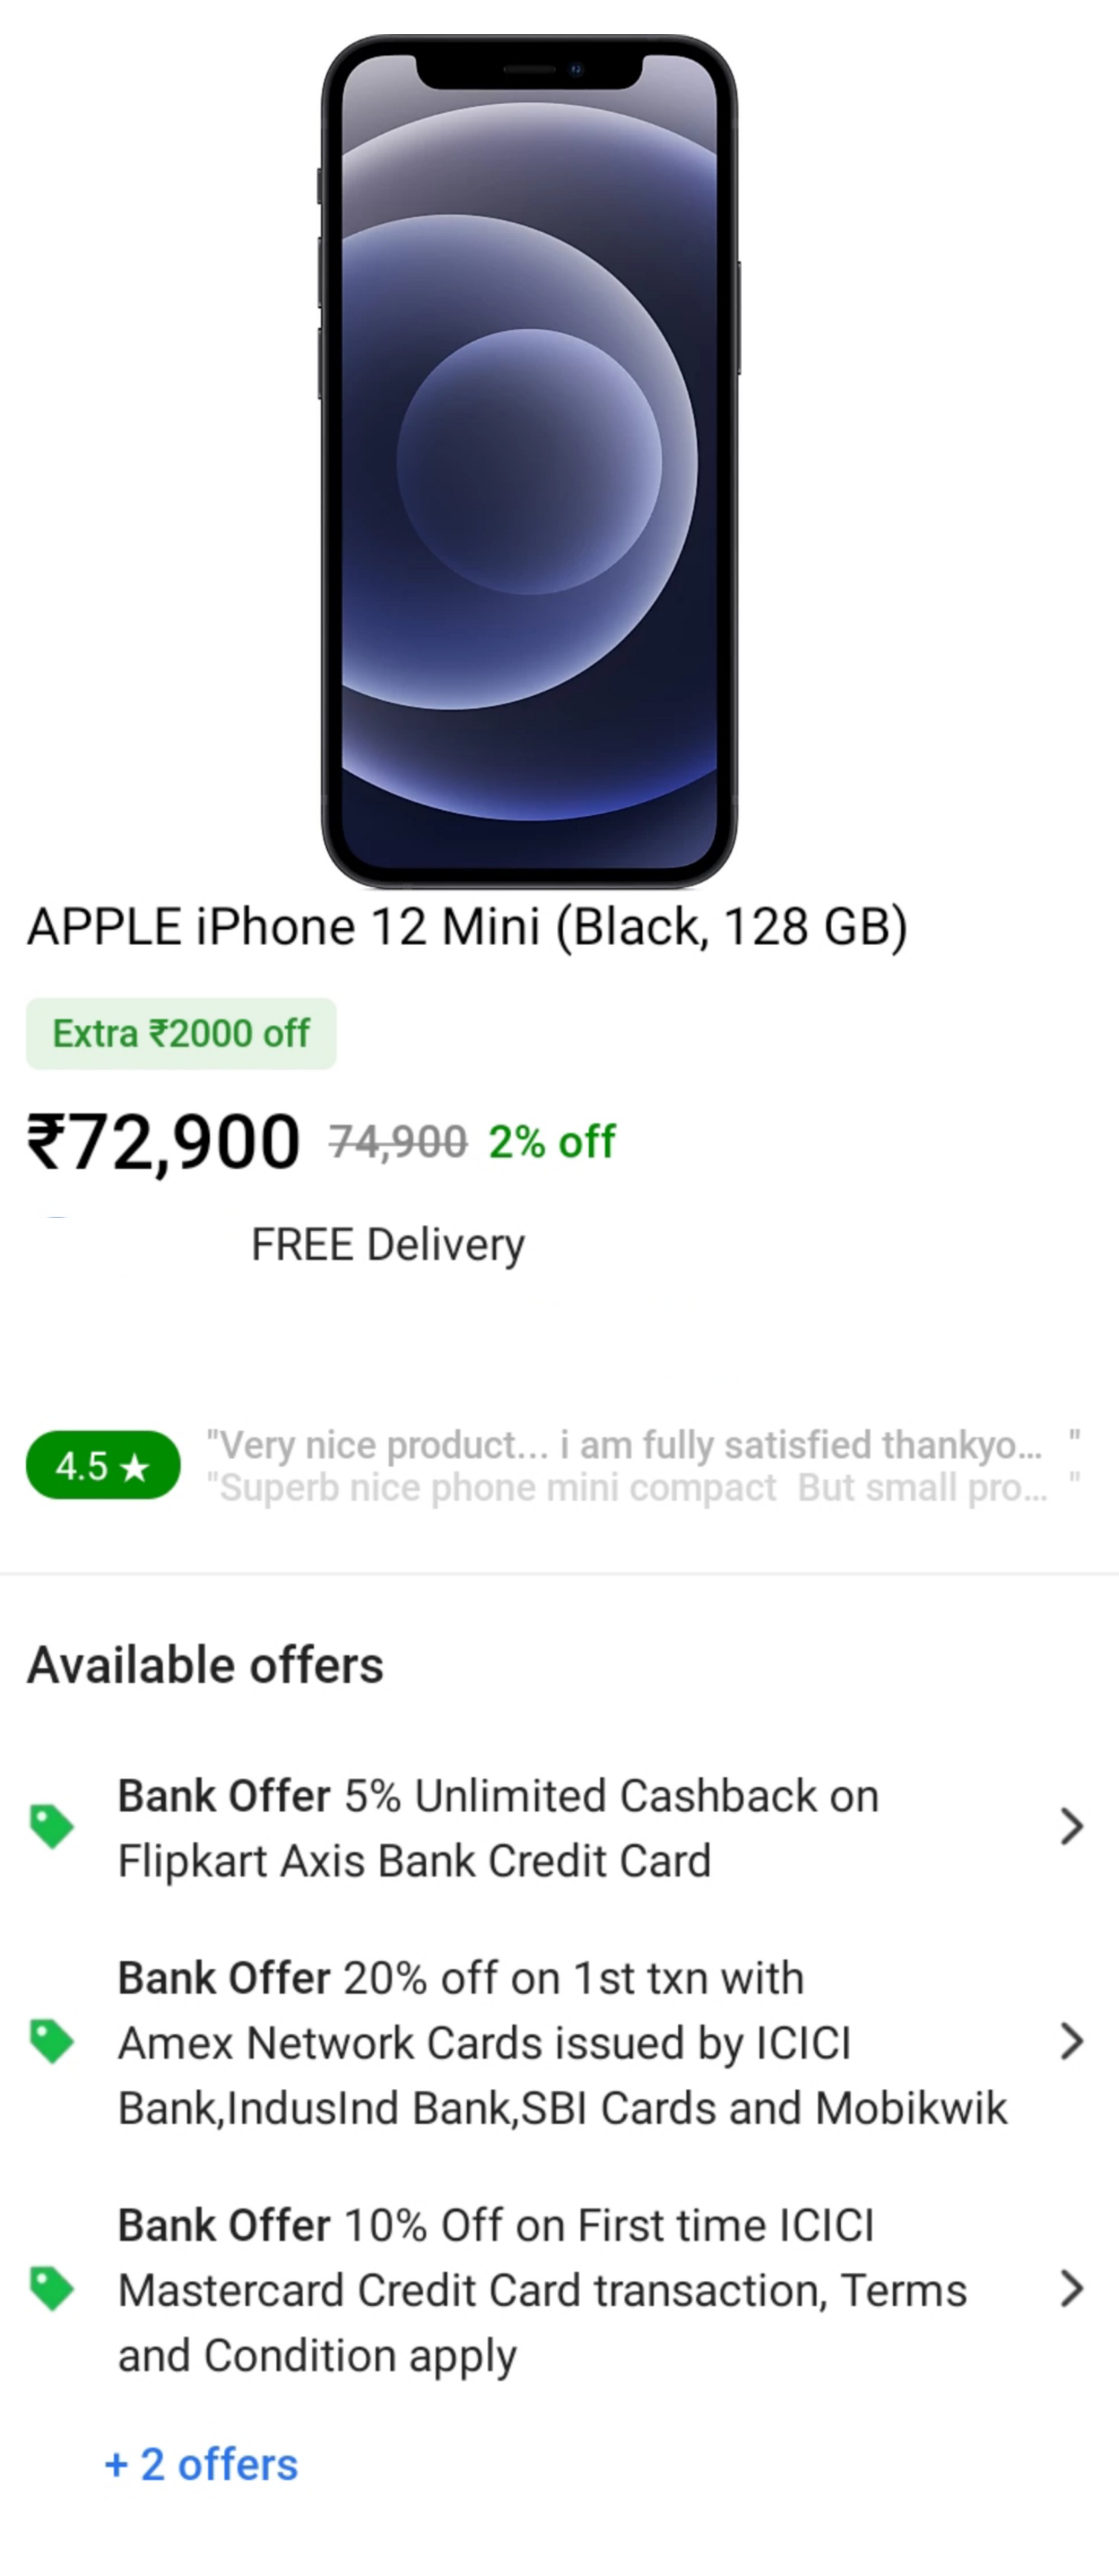 APPLE iPhone 12 Mini (Black, 128 GB)
Extra ₹2000 off
₹72,900 74,900 2% off
FREE Delivery
4.5 ★ "Very nice product... i am fully satisfied thankyo... "
"Superb nice phone mini compact But small pro... "
Available offers
Bank Offer 5% Unlimited Cashback on
Flipkart Axis Bank Credit Card
Bank Offer 20% off on 1st txn with
Amex Network Cards issued by ICICI
Bank,IndusInd Bank,SBI Cards and Mobikwik
Bank Offer 10% Off on First time ICICI
Mastercard Credit Card transaction, Terms
and Condition apply
+ 2 offers